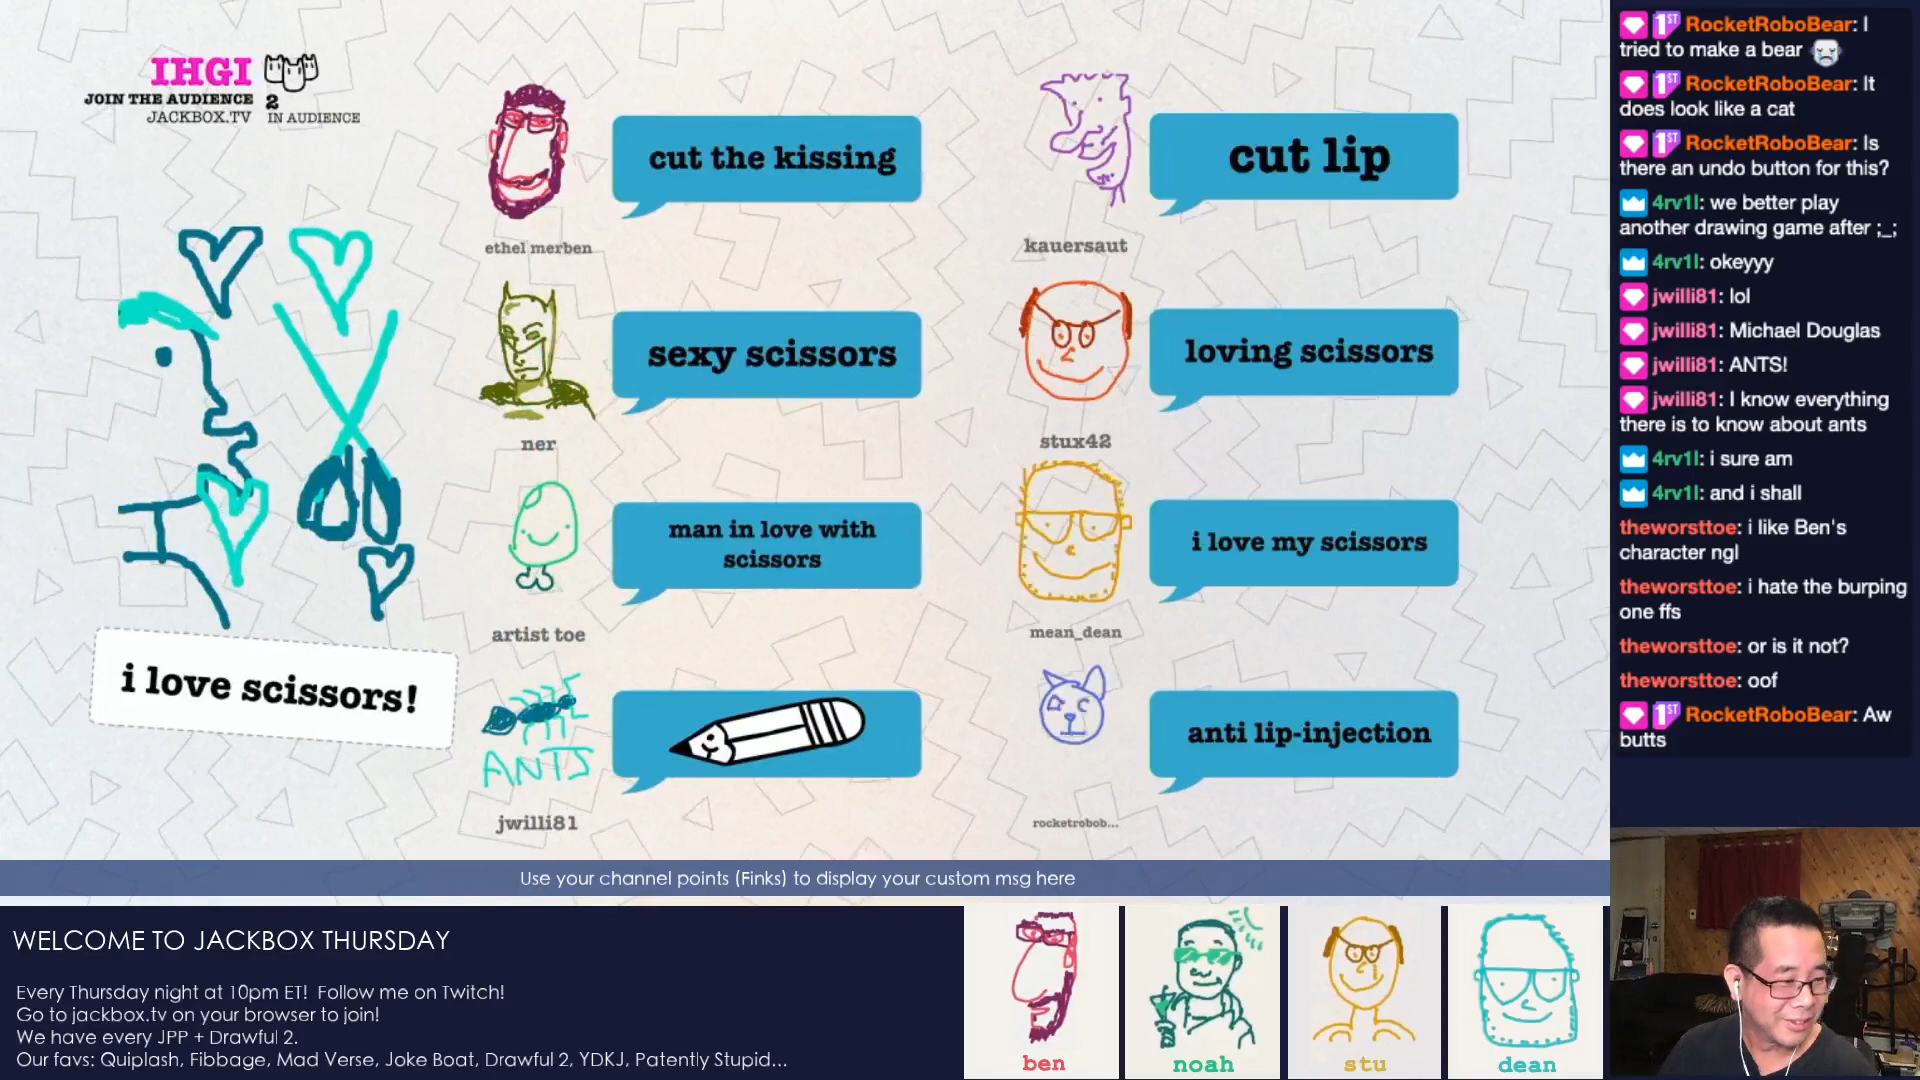 IHGI
JOIN THE AUDIENCE
JACKBOX.TV
2
IN AUDIENCE
cut the kissing
ethel merben
cut lip
kauersaut
sexy scissors
ner
loving scissors
stux42
man in love with
scissors
artist toe
i love my scissors
mean_dean
i love scissors!
ANTS
jwilli81
anti lip-injection
rocketrobob...
Use your channel points (Finks) to display your custom msg here
WELCOME TO JACKBOX THURSDAY
Every Thursday night at 10pm ET! Follow me on Twitch!
Go to jackbox.tv on your browser to join!
We have every JPP + Drawful 2.
Our favs: Quiplash, Fibbage, Mad Verse, Joke Boat, Drawful 2, YDKJ, Patently Stupid...
ben
noah
stu
dean
1ST RocketRoboBear: I
tried to make a bear
1ST RocketRoboBear: It
does look like a cat
1ST RocketRoboBear: Is
there an undo button for this?
4rv1l: we better play
another drawing game after ;_;
4rv1l: okeyyy
jwilli81: lol
jwilli81: Michael Douglas
jwilli81: ANTS!
jwilli81: I know everything
there is to know about ants
4rv1l: i sure am
4rv1l: and i shall
theworsttoe: i like Ben's
character ngl
theworsttoe: i hate the burping
one ffs
theworsttoe: or is it not?
theworsttoe: oof
1ST RocketRoboBear: Aw
butts